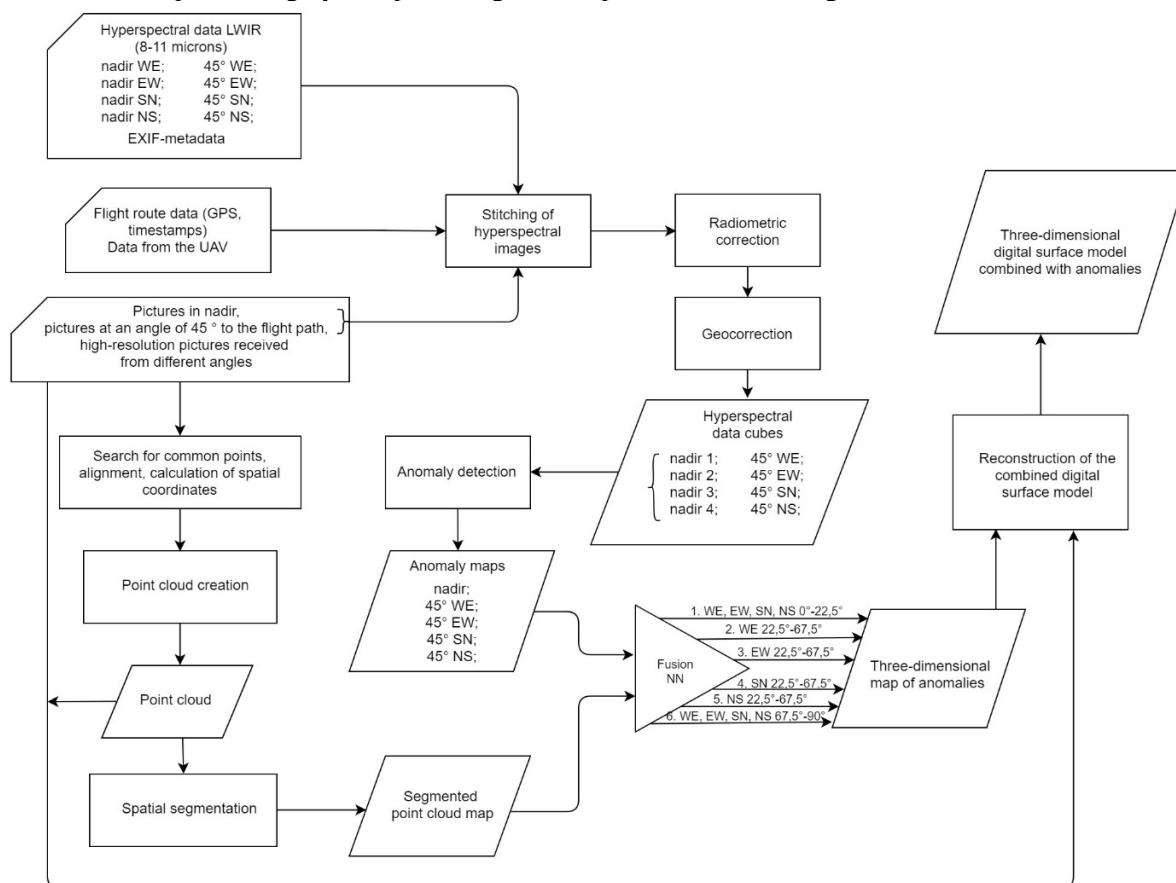 Hyperspectral data LWIR
(8-11 microns)
nadir WE; 45° WE;
nadir EW; 45° EW;
nadir SN; 45° SN;
nadir NS; 45° NS;
EXIF-metadata
Flight route data (GPS,
timestamps)
Data from the UAV
Stitching of
hyperspectral
images
Radiometric
correction
Three-dimensional
digital surface model
combined with anomalies
Pictures in nadir,
pictures at an angle of 45 ° to the flight path,
high-resolution pictures received
from different angles
Geocorrection
Hyperspectral
data cubes
nadir 1; 45° WE;
nadir 2; 45° EW;
nadir 3; 45° SN;
nadir 4; 45° NS;
Search for common points,
alignment, calculation of spatial
coordinates
Anomaly detection
Reconstruction of the
combined digital
surface model
Point cloud creation
Anomaly maps
nadir;
45° WE;
45° EW;
45° SN;
45° NS;
Fusion
NN
1. WE, EW, SN, NS 0°-22,5°
2. WE 22,5°-67,5°
3. EW 22,5°-67,5°
4. SN 22,5°-67,5°
5. NS 22,5°-67,5°
6. WE, EW, SN, NS 67,5°-90°
Three-dimensional
map of anomalies
Point cloud
Spatial segmentation
Segmented
point cloud map